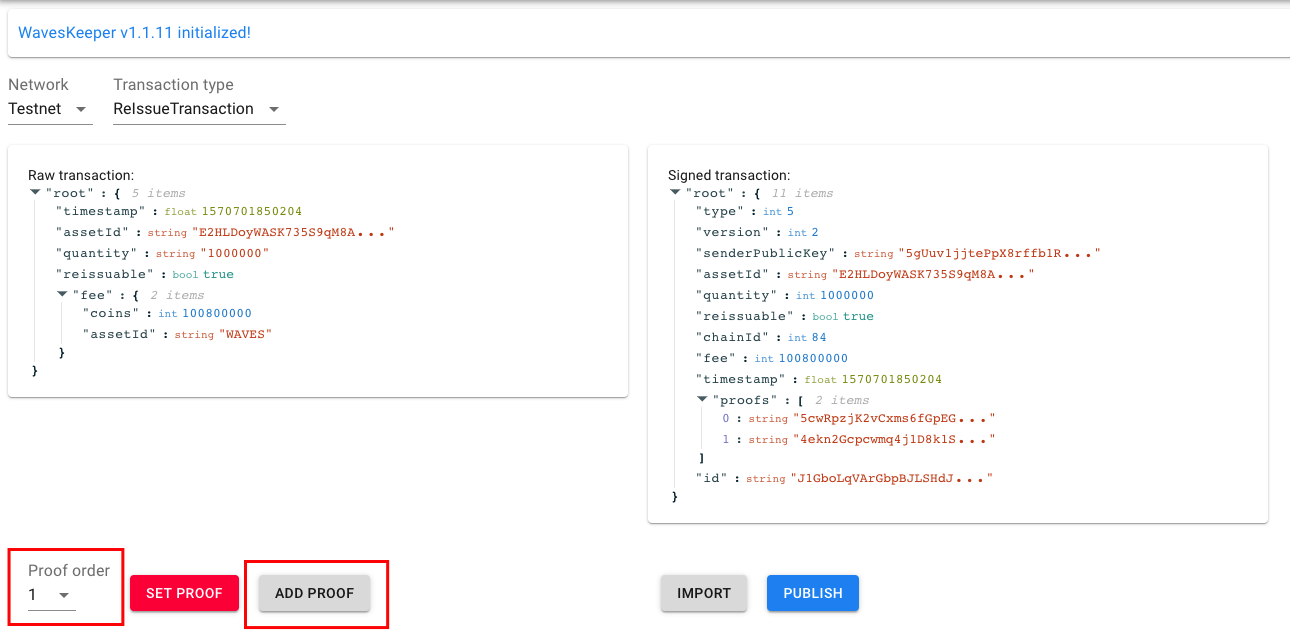 WavesKeeper v1.1.11 initialized!
Network
Transaction type
Testnet
ReIssueTransaction
Raw transaction:
"root" : { 5 items
"timestamp" : float 1570701850204
"assetId" : string "E2HLDoyWASK735S9qM8A..."
"quantity" : string "1000000"
"reissuable" : bool true
"fee" : { 2 items
"coins" : int 100800000
"assetId" : string "WAVES"
}
}
Signed transaction:
"root" : { 11 items
"type" : int 5
"version" : int 2
"senderPublicKey" : string "5gUuv1jjtePpX8rffb1R..."
"assetId" : string "E2HLDoyWASK735S9qM8A..."
"quantity" : int 1000000
"reissuable" : bool true
"chainId" : int 84
"fee" : int 100800000
"timestamp" : float 1570701850204
"proofs" : [ 2 items
0 : string "5cwRpzjK2vCxms6fGpEG..."
1 : string "4ekn2Gcpcwmq4j1D8k1S..."
]
"id" : string "J1GboLqVArGbpBJLSHdJ..."
}
Proof order
1
SET PROOF
ADD PROOF
IMPORT
PUBLISH